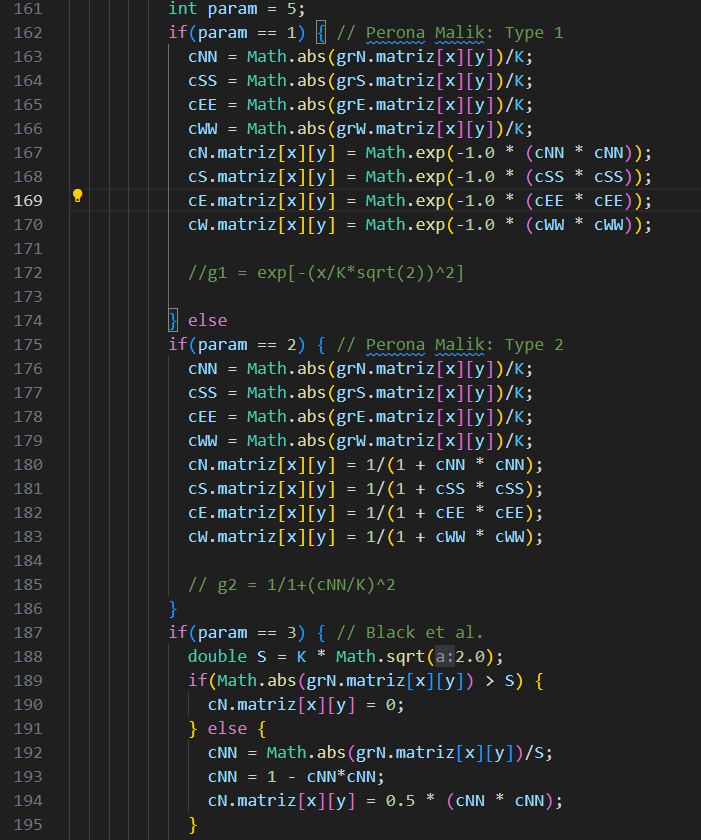 161 int param = 5;
162 if(param == 1) { // Perona Malik: Type 1
163 cNN = Math.abs(grN.matriz[x][y])/K;
164 cSS = Math.abs(grS.matriz[x][y])/K;
165 cEE = Math.abs(grE.matriz[x][y])/K;
166 cWW = Math.abs(grW.matriz[x][y])/K;
167 cN.matriz[x][y] = Math.exp(-1.0 * (cNN * cNN));
168 cS.matriz[x][y] = Math.exp(-1.0 * (cSS * cSS));
169 cE.matriz[x][y] = Math.exp(-1.0 * (cEE * cEE));
170 cW.matriz[x][y] = Math.exp(-1.0 * (cWW * cWW));
171
172 //g1 = exp[-(x/K*sqrt(2))^2]
173
174 } else
175 if(param == 2) { // Perona Malik: Type 2
176 cNN = Math.abs(grN.matriz[x][y])/K;
177 cSS = Math.abs(grS.matriz[x][y])/K;
178 cEE = Math.abs(grE.matriz[x][y])/K;
179 cWW = Math.abs(grW.matriz[x][y])/K;
180 cN.matriz[x][y] = 1/(1 + cNN * cNN);
181 cS.matriz[x][y] = 1/(1 + cSS * cSS);
182 cE.matriz[x][y] = 1/(1 + cEE * cEE);
183 cW.matriz[x][y] = 1/(1 + cWW * cWW);
184
185 // g2 = 1/1+(cNN/K)^2
186 }
187 if(param == 3) { // Black et al.
188 double S = K * Math.sqrt(a:2.0);
189 if(Math.abs(grN.matriz[x][y]) > S) {
190 cN.matriz[x][y] = 0;
191 } else {
192 cNN = Math.abs(grN.matriz[x][y])/S;
193 cNN = 1 - cNN*cNN;
194 cN.matriz[x][y] = 0.5 * (cNN * cNN);
195 }